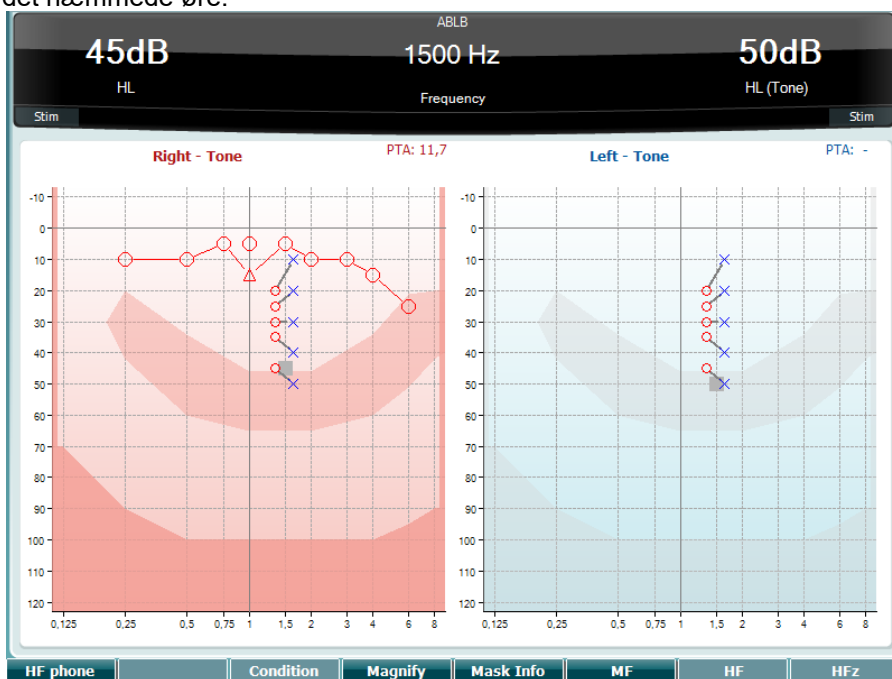 det hæmmede øre.
ABLB
45dB 1500 Hz 50dB
HL Frequency HL (Tone)
Stim Stim
Right - Tone PTA: 11,7 Left - Tone PTA: -
-10 -10
0 0
10 10
20 20
30 30
40 40
50 50
60 60
70 70
80 80
90 90
100 100
110 110
120 120
0,125 0,25 0,5 0,75 1 1,5 2 3 4 6 8 0,125 0,25 0,5 0,75 1 1,5 2 3 4 6 8
HF phone Condition Magnify Mask Info MF HF HFz